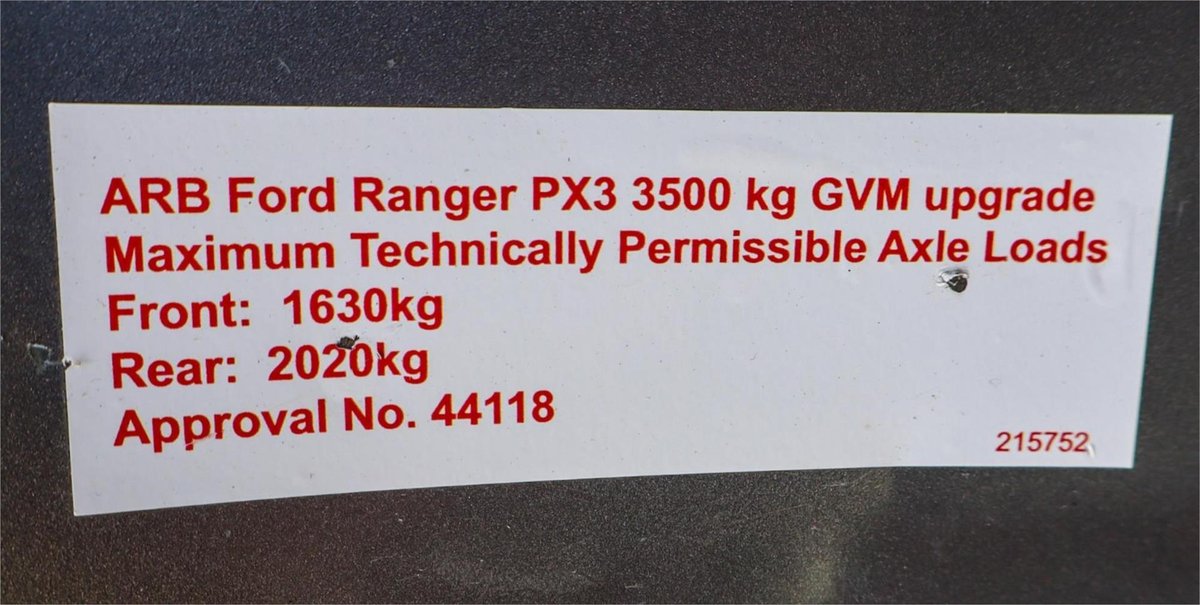 ARB Ford Ranger PX3 3500 kg GVM upgrade
Maximum Technically Permissible Axle Loads
Front: 1630kg
Rear: 2020kg
Approval No. 44118
215752